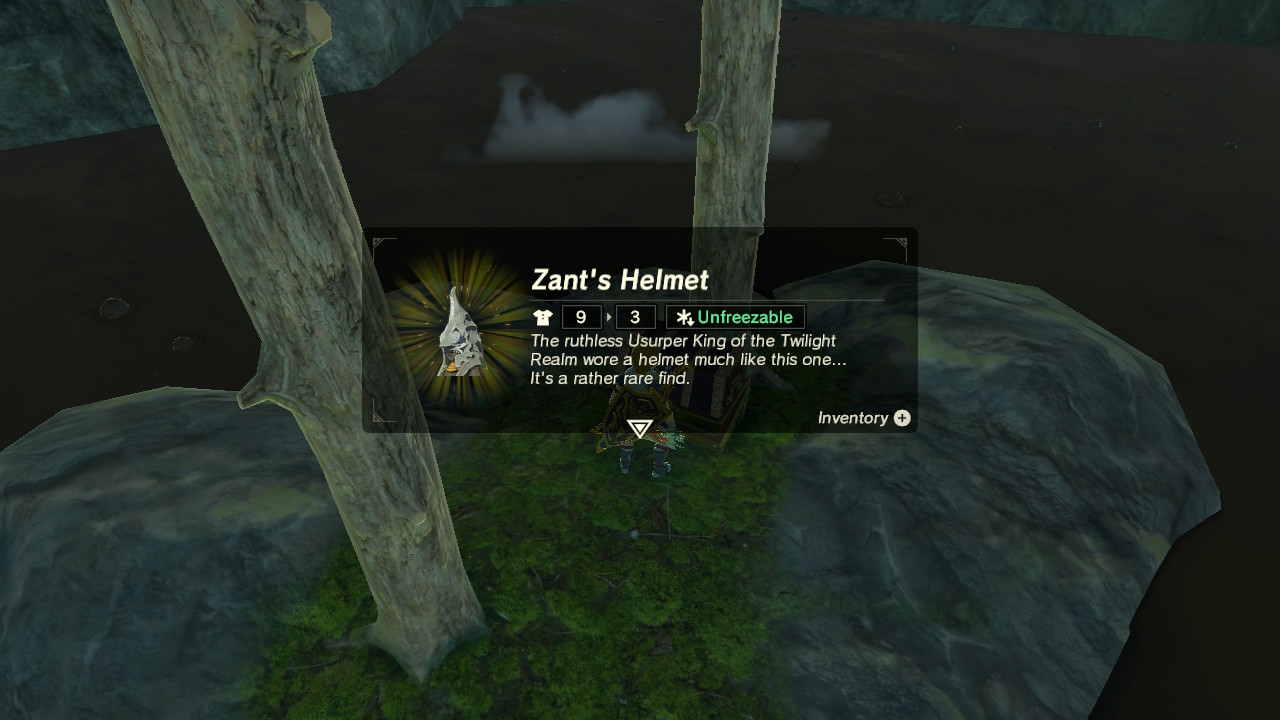 Zant's Helmet
9 3 Unfreezable
The ruthless Usurper King of the Twilight
Realm wore a helmet much like this one...
It's a rather rare find.
Inventory